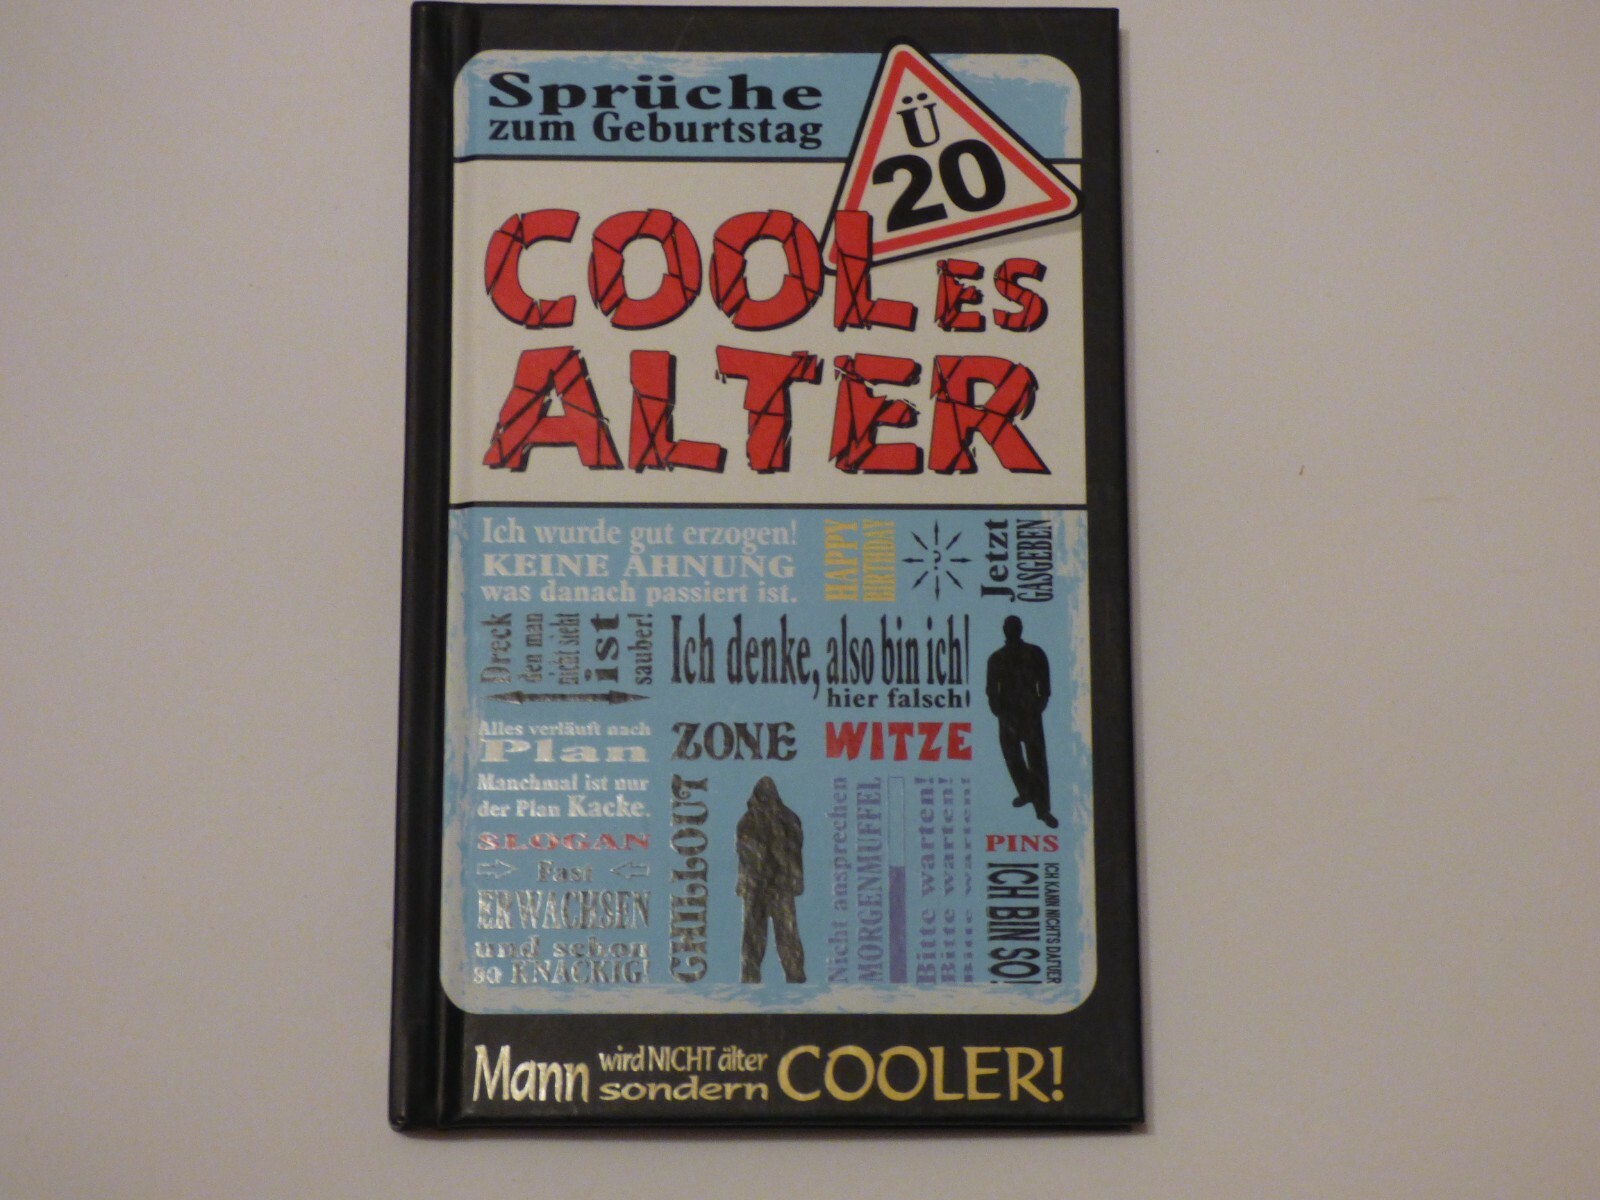 Sprüche
zum Geburtstag
Ü
20
COOLES
ALTER
Ich wurde gut erzogen!
KEINE AHNUNG
was danach passiert ist.
HAPPY
BIRTHDAY
?
Jetzt
GASGEBEN
Dreck
den man
nicht sieht
ist
sauber!
Ich denke, also bin ich!
hier falsch!
Alles verläuft nach
Plan
Manchmal ist nur
der Plan Kacke.
SLOGAN
Fast
ERWACHSEN
und schon
so KNACKIG!
ZONE
CHILLOUT
WITZE
Nicht ansprechen
MORGENMUFFEL
Bitte warten!
Bitte warten!
Bitte warten!
PINS
ICH BIN SO!
ICH KANN NICHTS DAFUER
Mann wird NICHT älter
sondern COOLER!